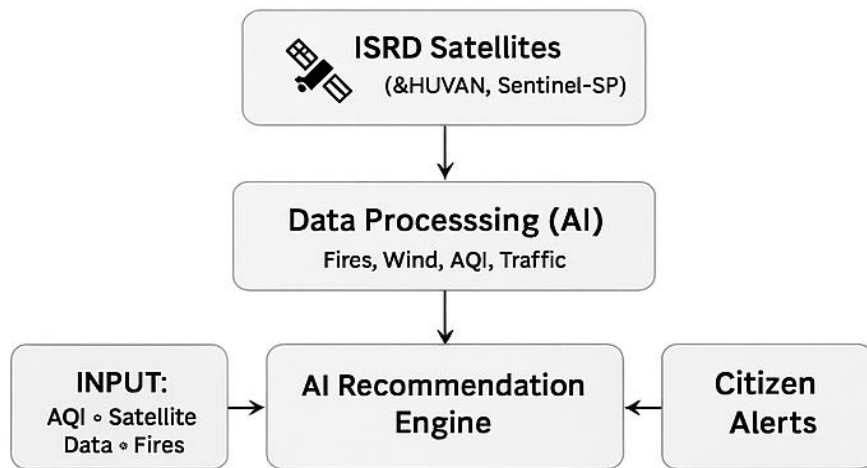 ISRD Satellites
(&HUVAN, Sentinel-SP)
Data Processsing (AI)
Fires, Wind, AQI, Traffic
INPUT:
AQI ∘ Satellite
Data ∘ Fires
AI Recommendation
Engine
Citizen
Alerts